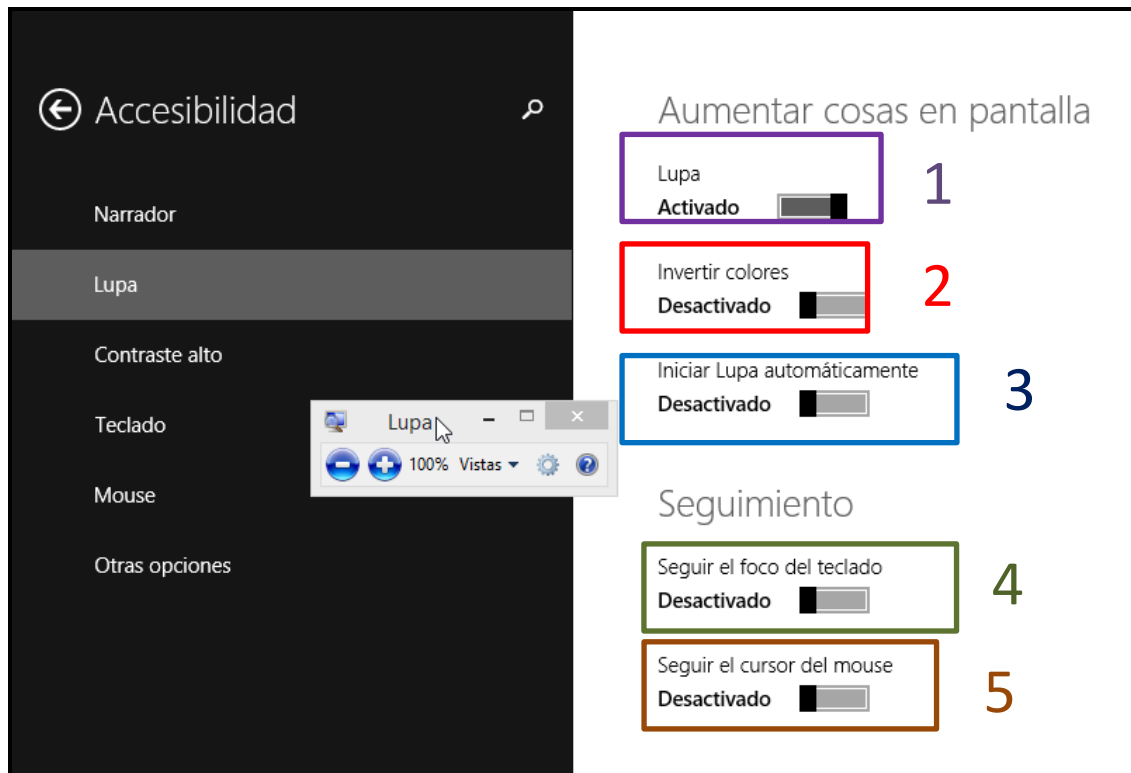 Accesibilidad
Narrador
Lupa
Contraste alto
Teclado
Mouse
Otras opciones
Lupa
100% Vistas
Aumentar cosas en pantalla
Lupa
Activado
1
Invertir colores
Desactivado
2
Iniciar Lupa automáticamente
Desactivado
3
Seguimiento
Seguir el foco del teclado
Desactivado
4
Seguir el cursor del mouse
Desactivado
5